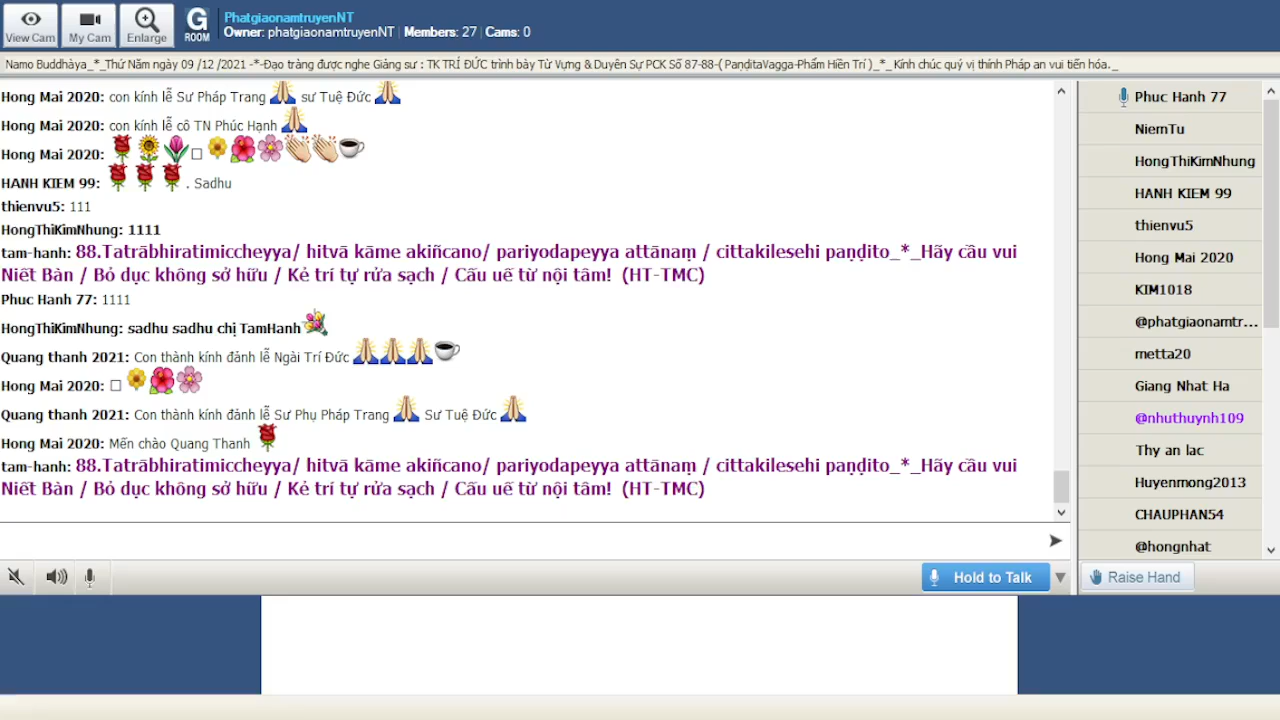 View Cam
My Cam
Enlarge
G
ROOM
PhatgiaonamtruyenNT
Owner: phatgiaonamtruyenNT | Members: 27 | Cams: 0
Namo Buddhàya_*_Thứ Năm ngày 09 /12 /2021 -*-Đạo tràng được nghe Giảng sư : TK TRÍ ĐỨC trình bày Từ Vựng & Duyên Sự PCK Số 87-88-( PaṇḍitaVagga-Phẩm Hiền Trí )_*_ Kính chúc quý vị thính Pháp an vui tiến hóa._
Hong Mai 2020: con kính lễ Sư Pháp Trang sư Tuệ Đức
Hong Mai 2020: con kính lễ cô TN Phúc Hạnh
Hong Mai 2020:
HANH KIEM 99: . Sadhu
thienvu5: 111
HongThiKimNhung: 1111
tam-hanh: 88.Tatrābhiratimiccheyya/ hitvā kāme akiñcano/ pariyodapeyya attānaṃ / cittakilesehi paṇḍito_*_Hãy cầu vui
Niết Bàn / Bỏ dục không sở hữu / Kẻ trí tự rửa sạch / Cấu uế từ nội tâm! (HT-TMC)
Phuc Hanh 77: 1111
HongThiKimNhung: sadhu sadhu chị TamHanh
Quang thanh 2021: Con thành kính đảnh lễ Ngài Trí Đức
Hong Mai 2020:
Quang thanh 2021: Con thành kính đảnh lễ Sư Phụ Pháp Trang Sư Tuệ Đức
Hong Mai 2020: Mến chào Quang Thanh
tam-hanh: 88.Tatrābhiratimiccheyya/ hitvā kāme akiñcano/ pariyodapeyya attānaṃ / cittakilesehi paṇḍito_*_Hãy cầu vui
Niết Bàn / Bỏ dục không sở hữu / Kẻ trí tự rửa sạch / Cấu uế từ nội tâm! (HT-TMC)
Hold to Talk
Phuc Hanh 77
NiemTu
HongThiKimNhung
HANH KIEM 99
thienvu5
Hong Mai 2020
KIM1018
@phatgiaonamtr...
metta20
Giang Nhat Ha
@nhuthuynh109
Thy an lac
Huyenmong2013
CHAUPHAN54
@hongnhat
Raise Hand